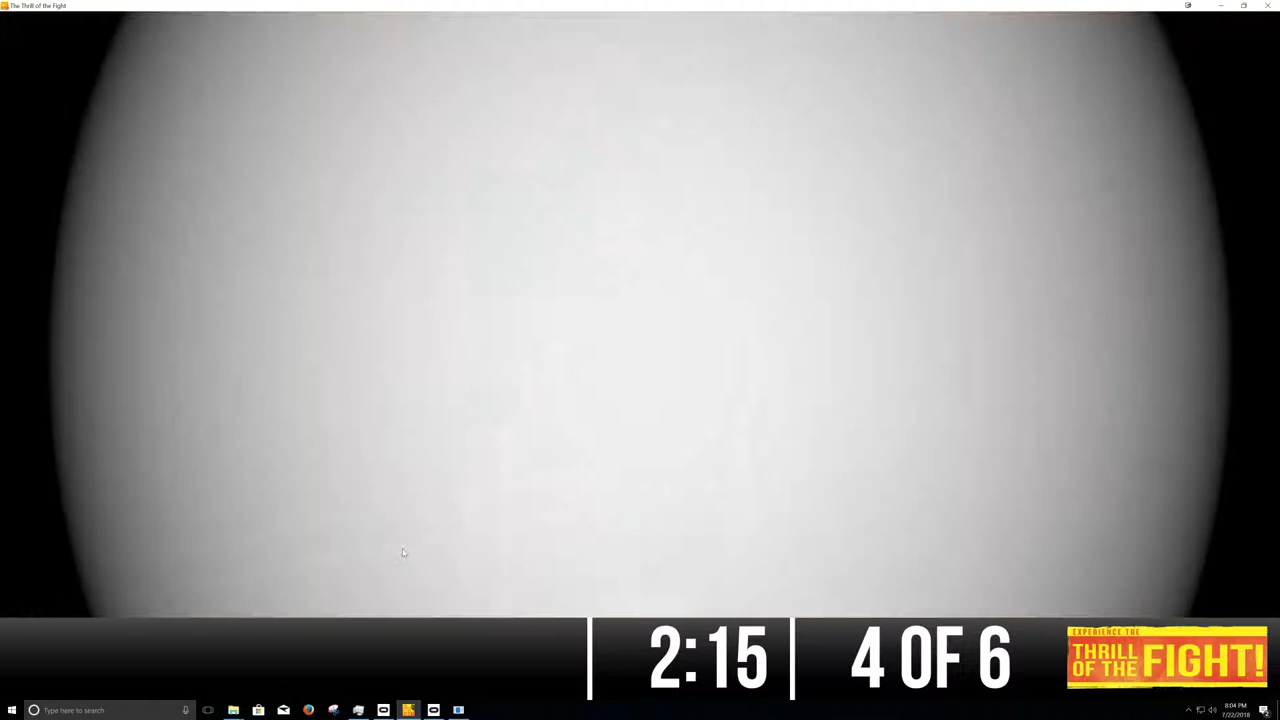 The Thrill of the Fight
2:15
4 OF 6
EXPERIENCE THE
THRILL
OF THE
FIGHT!
Type here to search
8:04 PM
7/22/2018